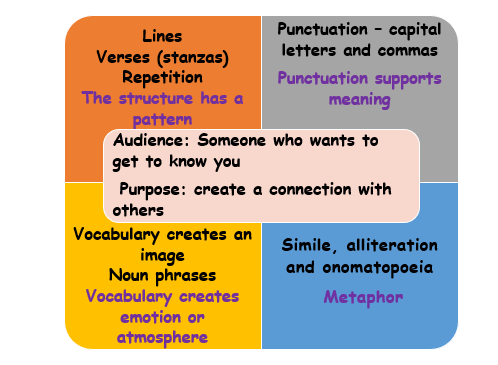 Lines
Verses (stanzas)
Repetition
The structure has a
pattern
Punctuation – capital
letters and commas
Punctuation supports
meaning
Audience: Someone who wants to
get to know you
Purpose: create a connection with
others
Vocabulary creates an
image
Noun phrases
Vocabulary creates
emotion or
atmosphere
Simile, alliteration
and onomatopoeia
Metaphor